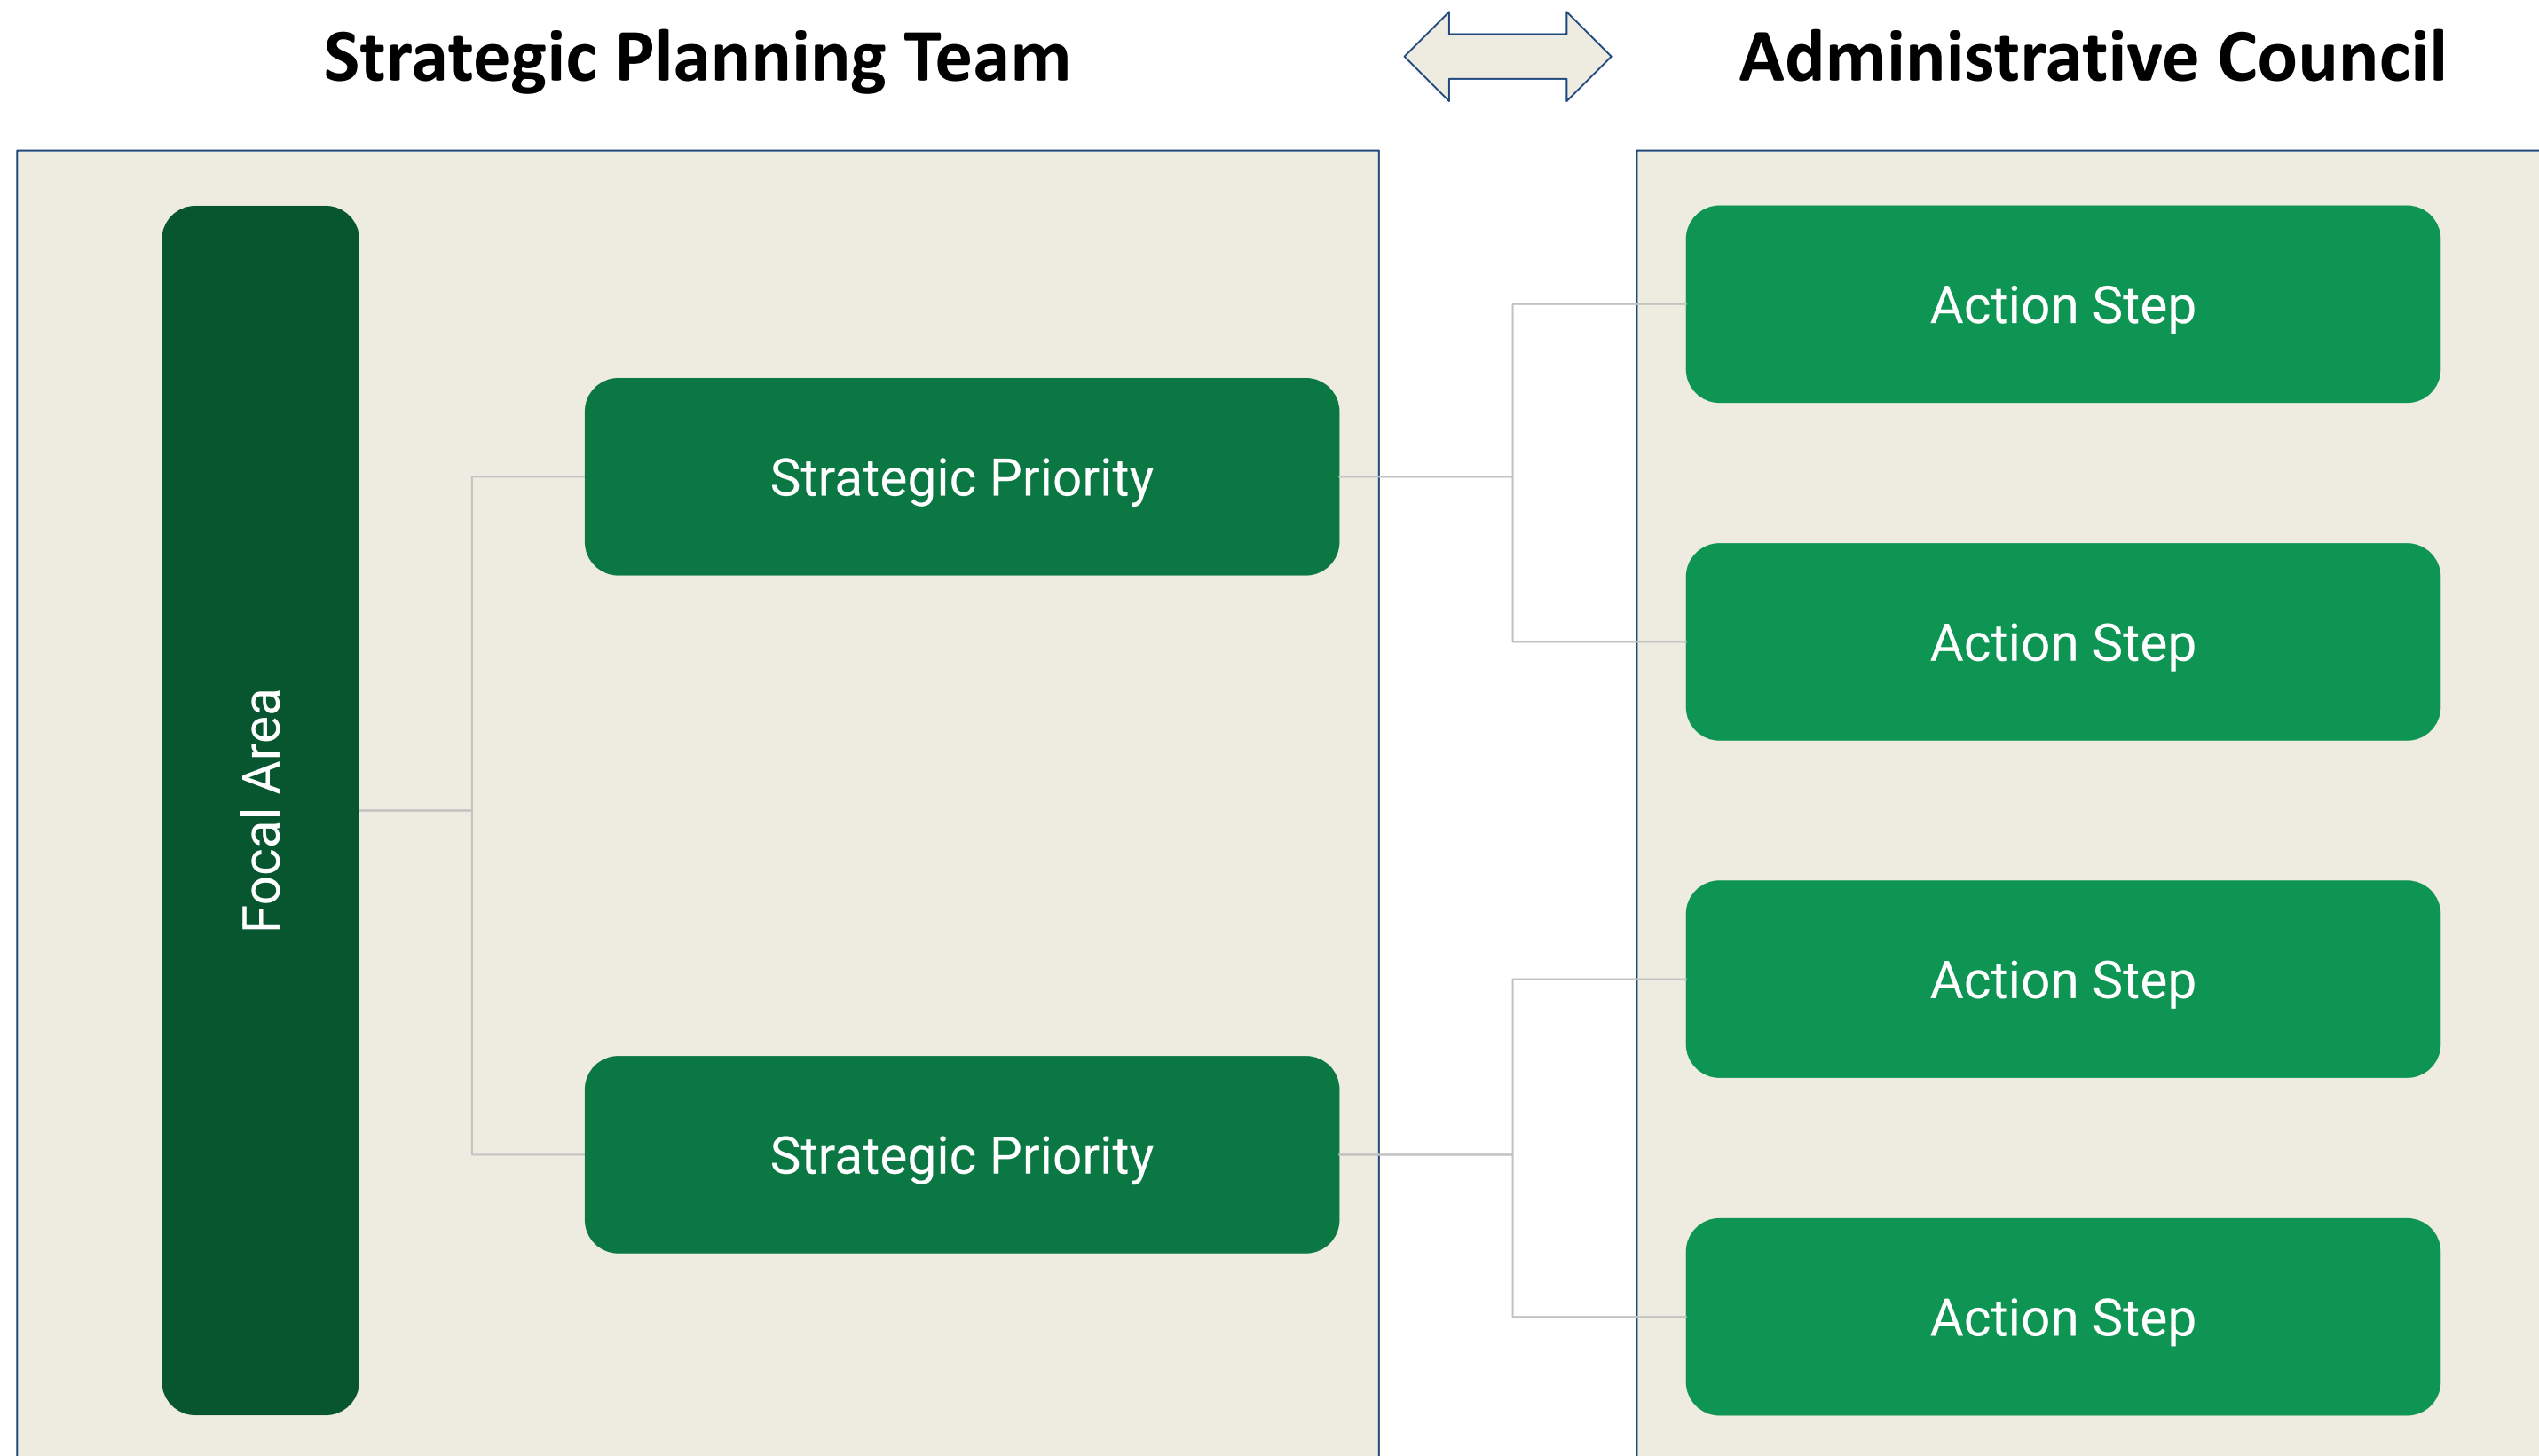 Strategic Planning Team
Administrative Council
Focal Area
Strategic Priority
Strategic Priority
Action Step
Action Step
Action Step
Action Step